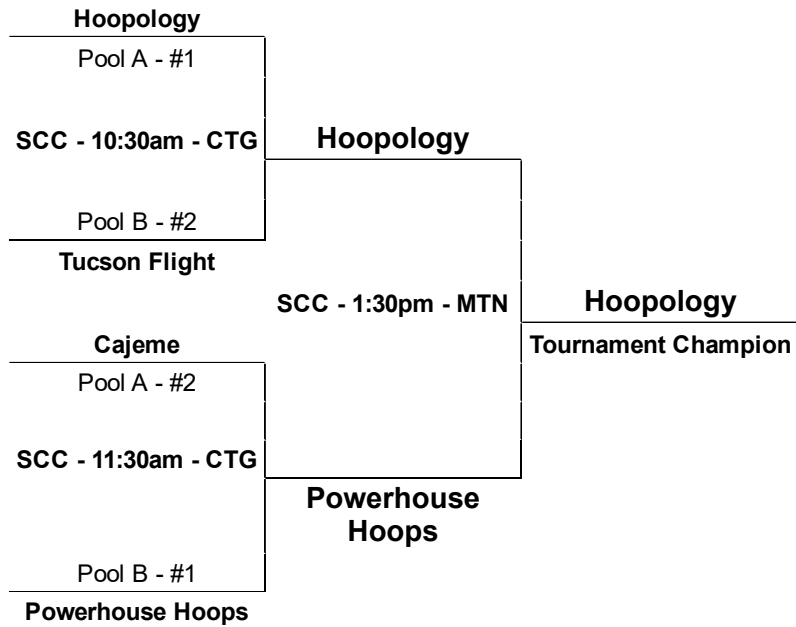 Hoopology
Pool A - #1
SCC - 10:30am - CTG
Hoopology
Pool B - #2
Tucson Flight
SCC - 1:30pm - MTN
Hoopology
Tournament Champion
Cajeme
Pool A - #2
SCC - 11:30am - CTG
Powerhouse
Hoops
Pool B - #1
Powerhouse Hoops